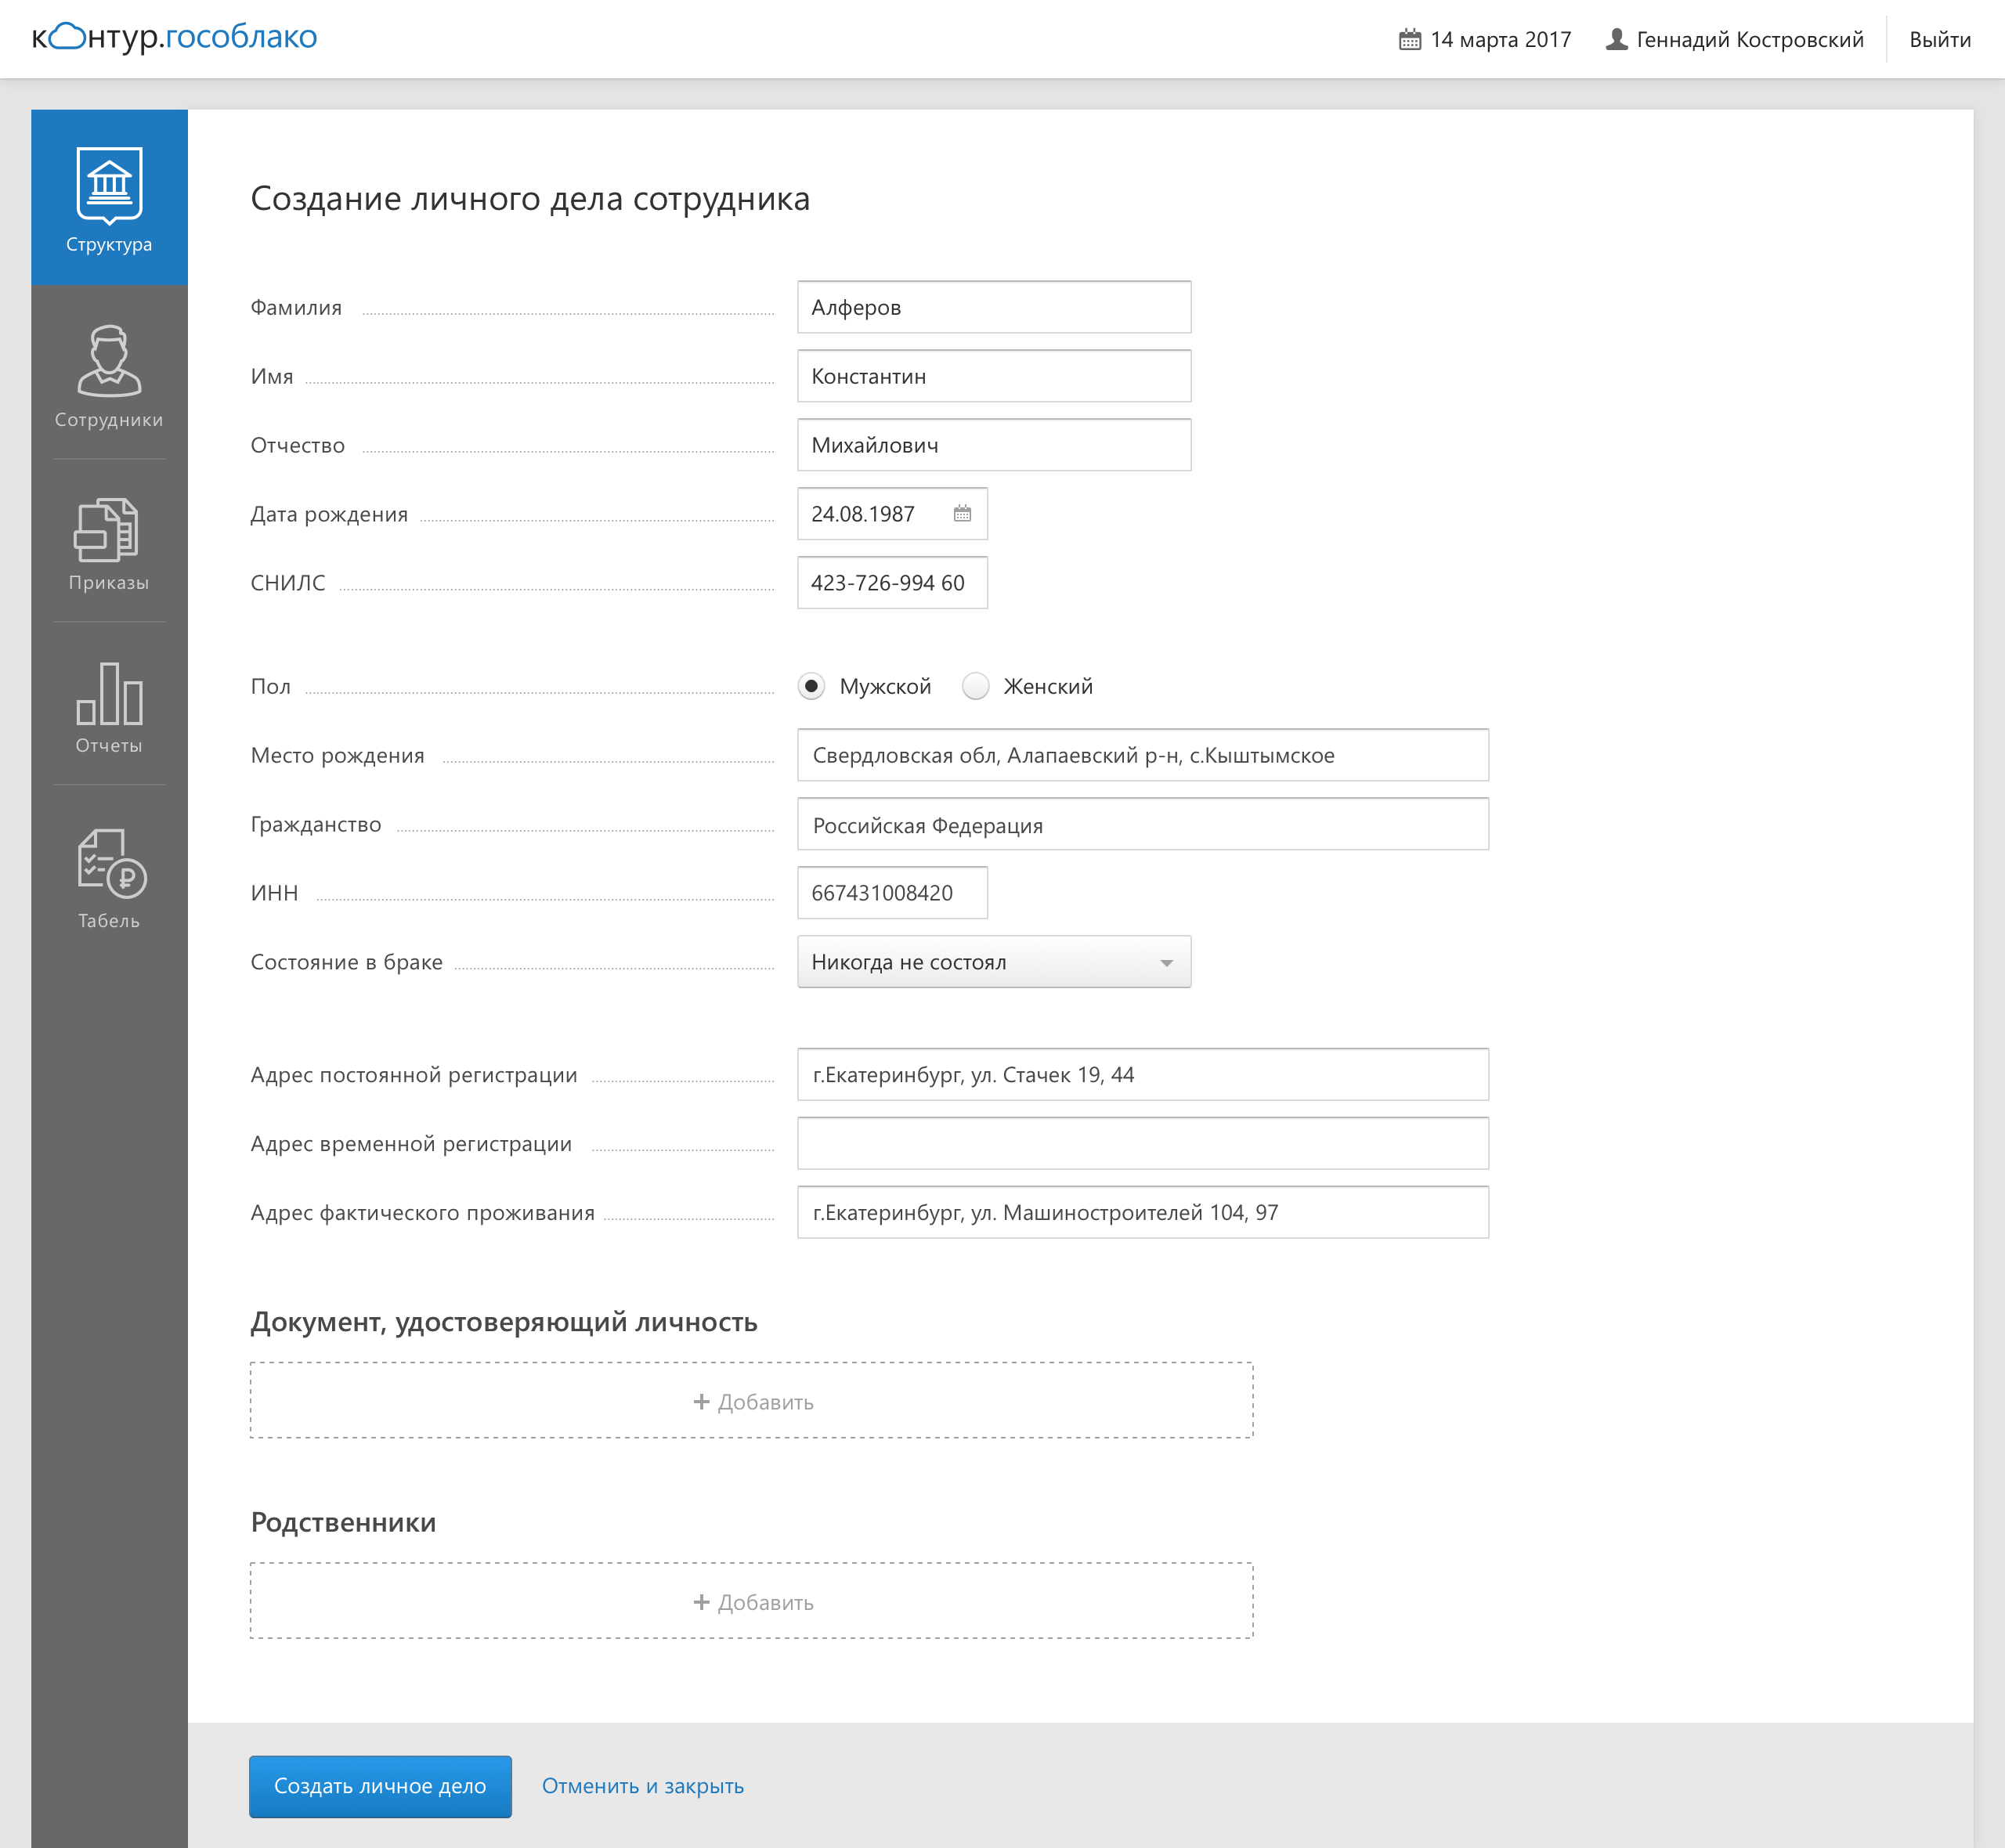 контур.гособлако
14 марта 2017 Геннадий Костровский Выйти
Структура
Сотрудники
Приказы
Отчеты
Табель
Создание личного дела сотрудника
Фамилия Алферов
Имя Константин
Отчество Михайлович
Дата рождения 24.08.1987
СНИЛС 423-726-994 60
Пол Мужской Женский
Место рождения Свердловская обл, Алапаевский р-н, с.Кыштымское
Гражданство Российская Федерация
ИНН 667431008420
Состояние в браке Никогда не состоял
Адрес постоянной регистрации г.Екатеринбург, ул. Стачек 19, 44
Адрес временной регистрации
Адрес фактического проживания г.Екатеринбург, ул. Машиностроителей 104, 97
Документ, удостоверяющий личность
+ Добавить
Родственники
+ Добавить
Создать личное дело Отменить и закрыть